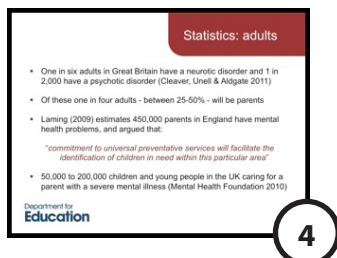 Statistics: adults
• One in six adults in Great Britain have a neurotic disorder and 1 in
2,000 have a psychotic disorder (Cleaver, Unell & Aldgate 2011)
• Of these one in four adults - between 25-50% - will be parents
• Laming (2009) estimates 450,000 parents in England have mental
health problems, and argued that:
"commitment to universal preventative services will facilitate the
identification of children in need within this particular area"
• 50,000 to 200,000 children and young people in the UK caring for a
parent with a severe mental illness (Mental Health Foundation 2010)
Department for
Education
4